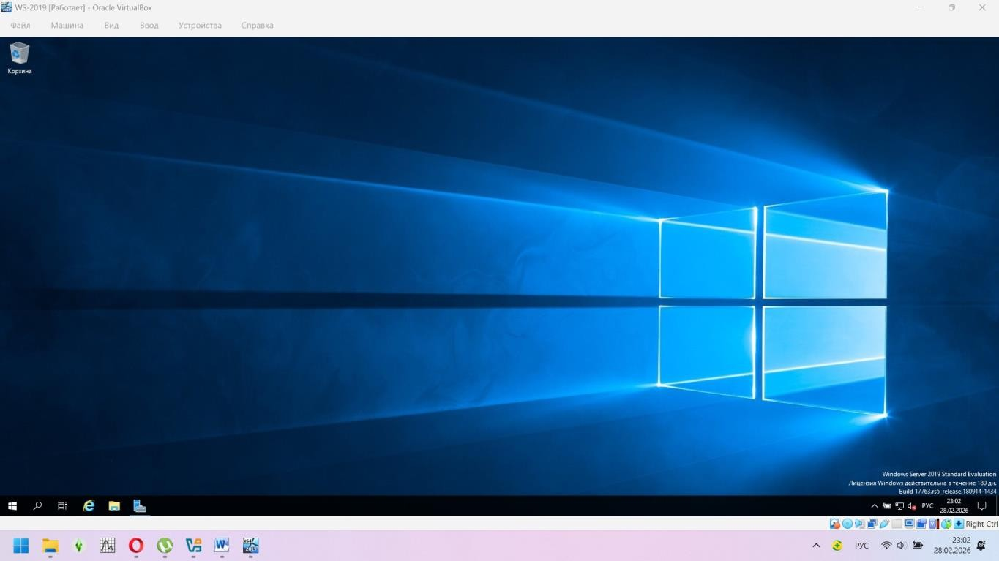 WS-2019 [Работает] - Oracle VirtualBox
Файл Машина Вид Ввод Устройства Справка
Корзина
Windows Server 2019 Standard Evaluation
Лицензия Windows действительна в течение 180 дн.
Build 17763.rs5_release.180914-1434
РУС
23:02
28.02.2026
Right Ctrl
x64
2019
РУС
23:02
28.02.2026